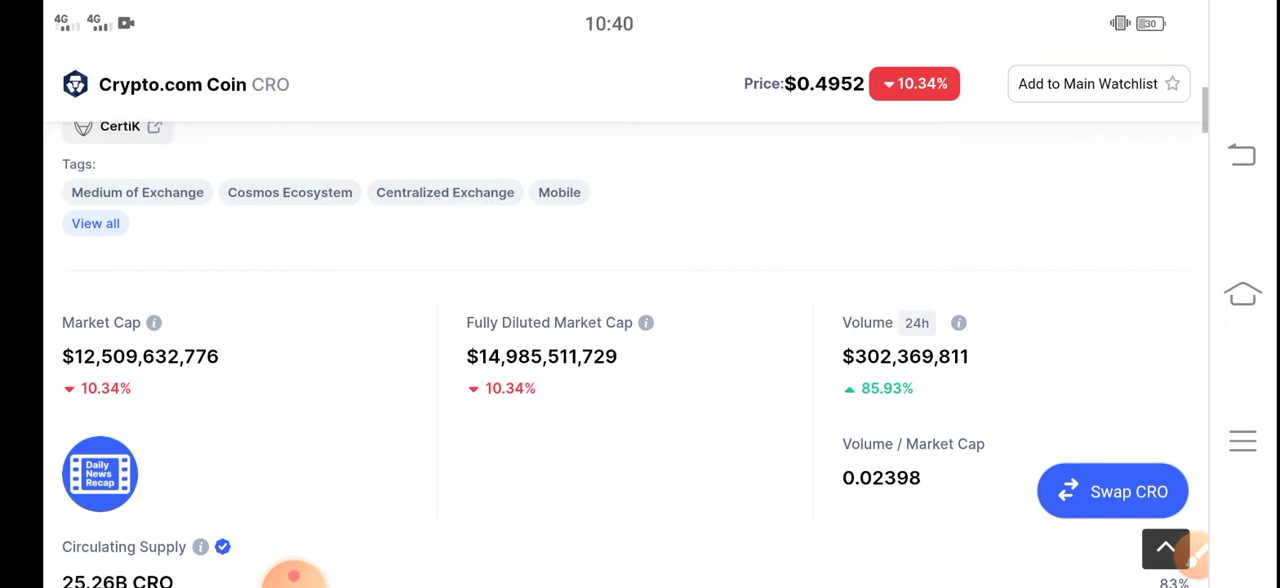 4G 4G 10:40 30
Crypto.com Coin CRO Price:$0.4952 10.34% Add to Main Watchlist
CertiK
Tags:
Medium of Exchange Cosmos Ecosystem Centralized Exchange Mobile
View all
Market Cap Fully Diluted Market Cap Volume 24h
$12,509,632,776 $14,985,511,729 $302,369,811
10.34% 10.34% 85.93%
Volume / Market Cap
Daily
News
Recap
0.02398
Swap CRO
Circulating Supply
25.26B CRO 83%